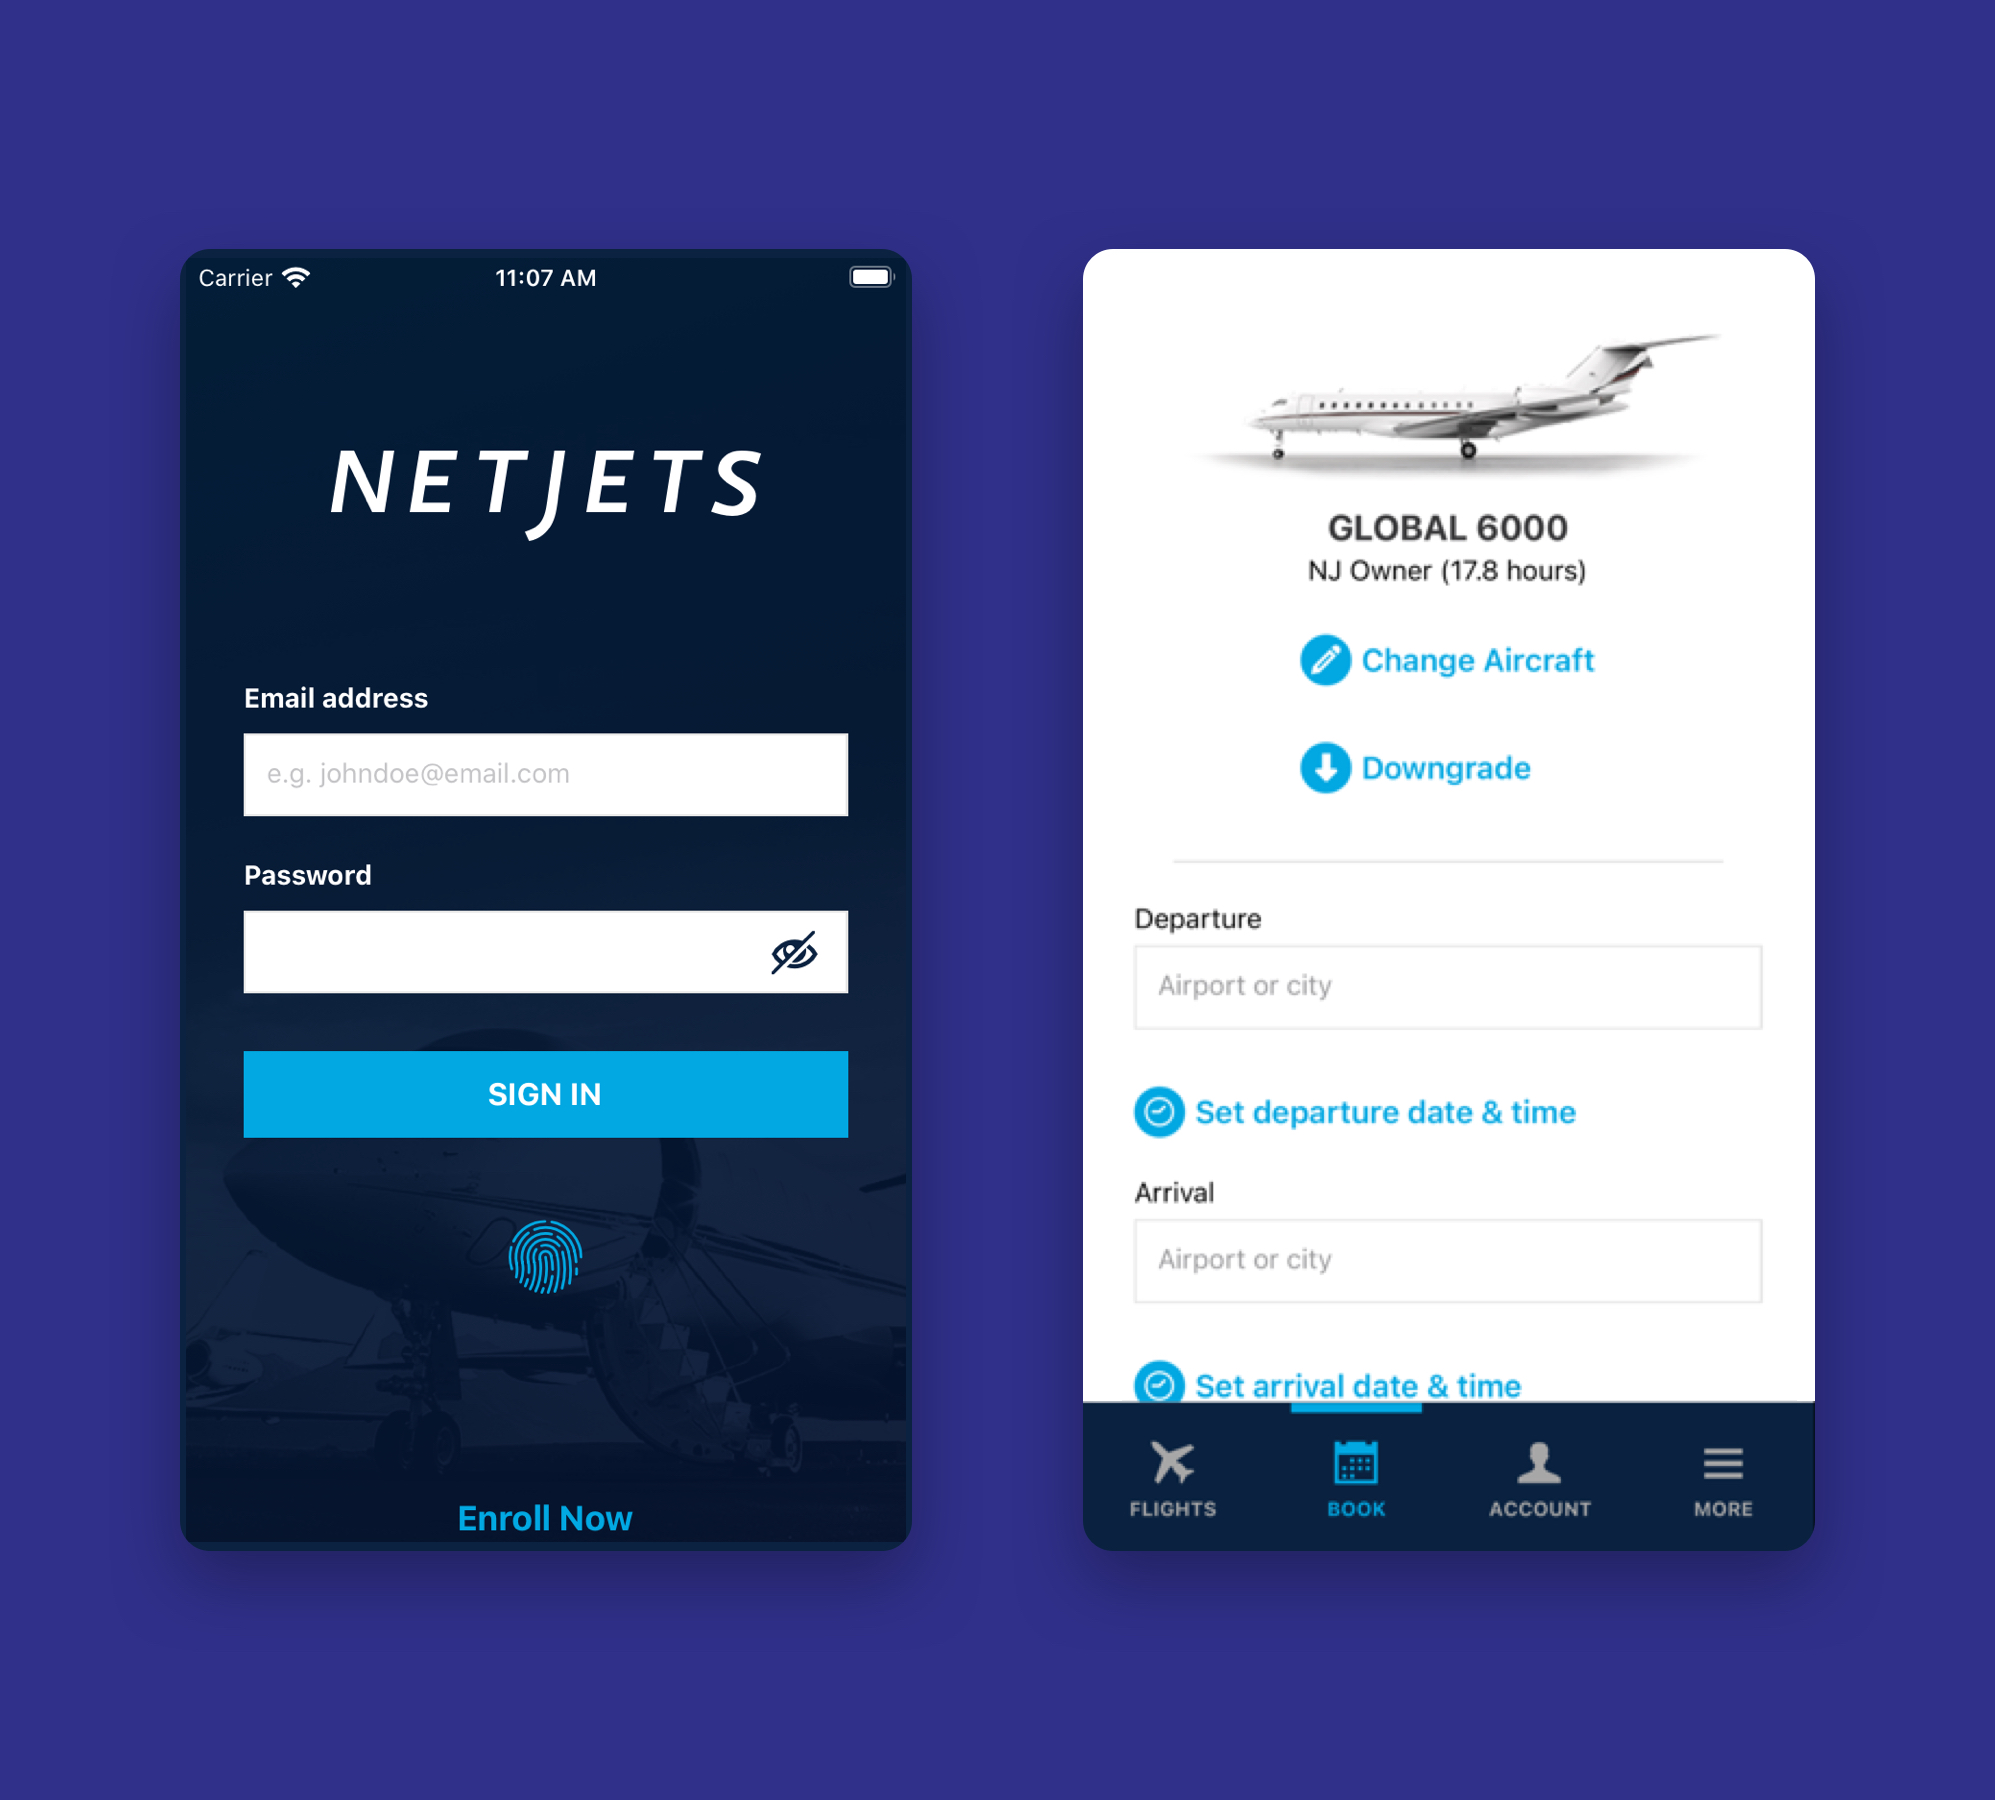 Carrier
11:07 AM
NETJETS
Email address
e.g. johndoe@email.com
Password
SIGN IN
Enroll Now
GLOBAL 6000
NJ Owner (17.8 hours)
Change Aircraft
Downgrade
Departure
Airport or city
Set departure date & time
Arrival
Airport or city
Set arrival date & time
FLIGHTS
BOOK
ACCOUNT
MORE